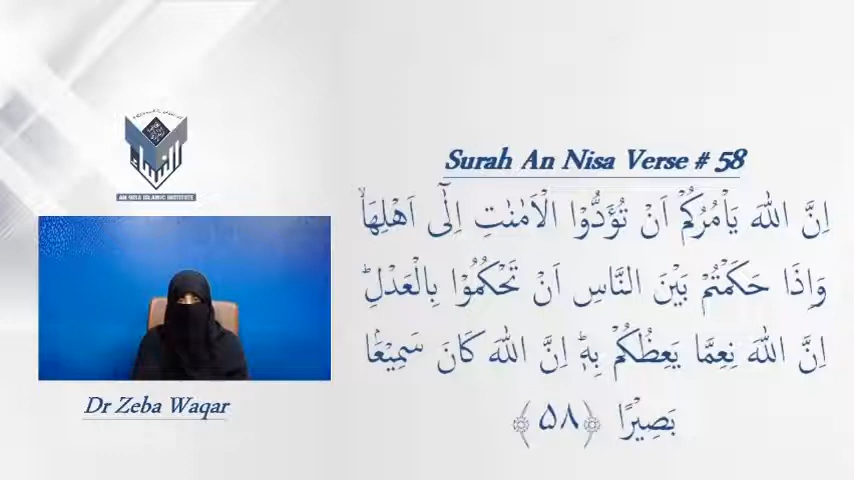 النساء
AN NISA ISLAMIC INSTITUTE
Dr Zeba Waqar
Surah An Nisa Verse # 58
اِنَّ اللّٰهَ يَاْمُرُكُمْ اَنْ تُؤَدُّوا الْاَمٰنٰتِ اِلٰٓى اَهْلِهَاۙ
وَاِذَا حَكَمْتُمْ بَيْنَ النَّاسِ اَنْ تَحْكُمُوْا بِالْعَدْلِؕ
اِنَّ اللّٰهَ نِعِمَّا يَعِظُكُمْ بِهٖؕ اِنَّ اللّٰهَ كَانَ سَمِيْعًۢا
بَصِيْرًا ﴿۵۸﴾